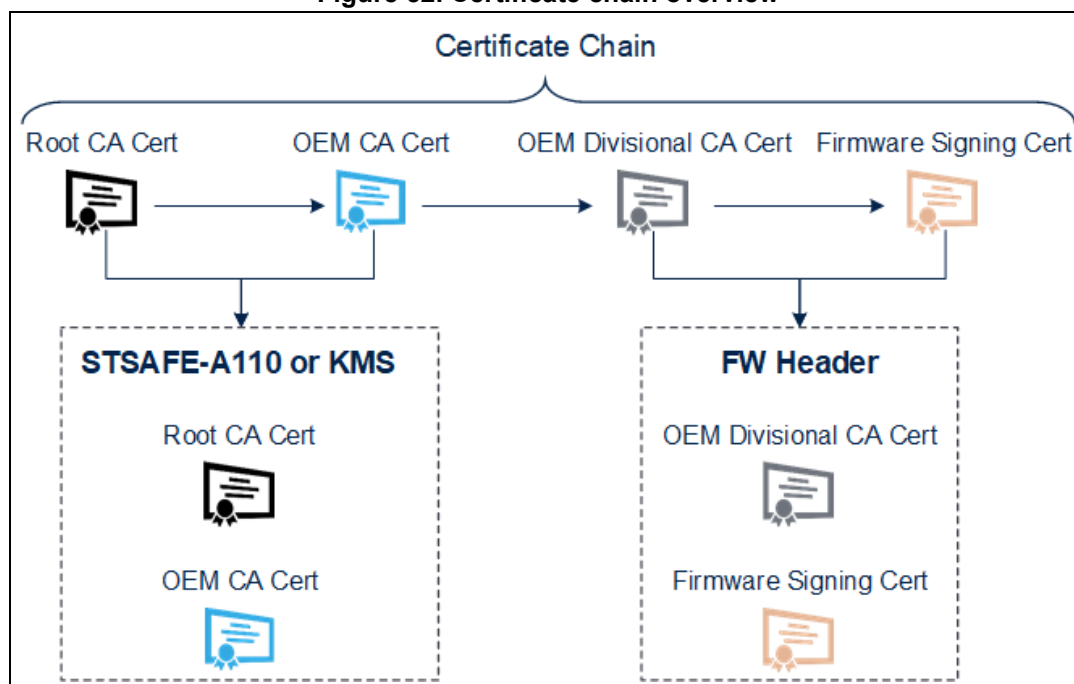 Certificate Chain
Root CA Cert
OEM CA Cert
OEM Divisional CA Cert
Firmware Signing Cert
STSAFE-A110 or KMS
Root CA Cert
OEM CA Cert
FW Header
OEM Divisional CA Cert
Firmware Signing Cert